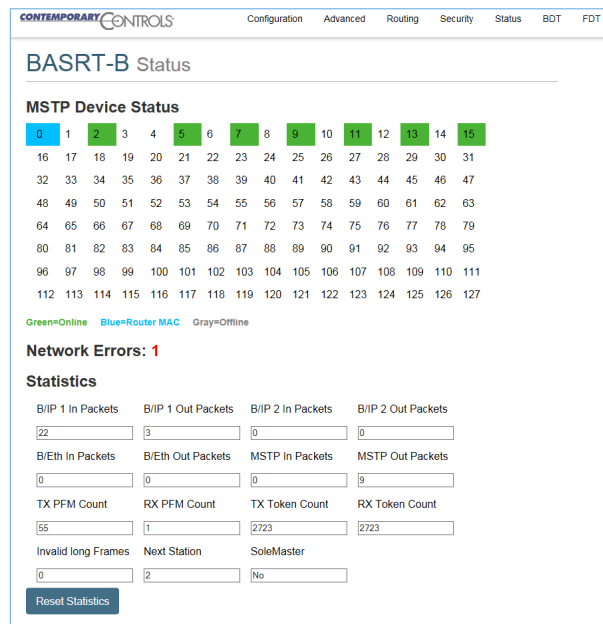 CONTEMPORARY CONTROLS
Configuration Advanced Routing Security Status BDT FDT
BASRT-B Status
MSTP Device Status
0 1 2 3 4 5 6 7 8 9 10 11 12 13 14 15
16 17 18 19 20 21 22 23 24 25 26 27 28 29 30 31
32 33 34 35 36 37 38 39 40 41 42 43 44 45 46 47
48 49 50 51 52 53 54 55 56 57 58 59 60 61 62 63
64 65 66 67 68 69 70 71 72 73 74 75 76 77 78 79
80 81 82 83 84 85 86 87 88 89 90 91 92 93 94 95
96 97 98 99 100 101 102 103 104 105 106 107 108 109 110 111
112 113 114 115 116 117 118 119 120 121 122 123 124 125 126 127
Green=Online Blue=Router MAC Gray=Offline
Network Errors: 1
Statistics
B/IP 1 In Packets B/IP 1 Out Packets B/IP 2 In Packets B/IP 2 Out Packets
22 3 0 0
B/Eth In Packets B/Eth Out Packets MSTP In Packets MSTP Out Packets
0 0 0 9
TX PFM Count RX PFM Count TX Token Count RX Token Count
55 1 2723 2723
Invalid long Frames Next Station SoleMaster
0 2 No
Reset Statistics